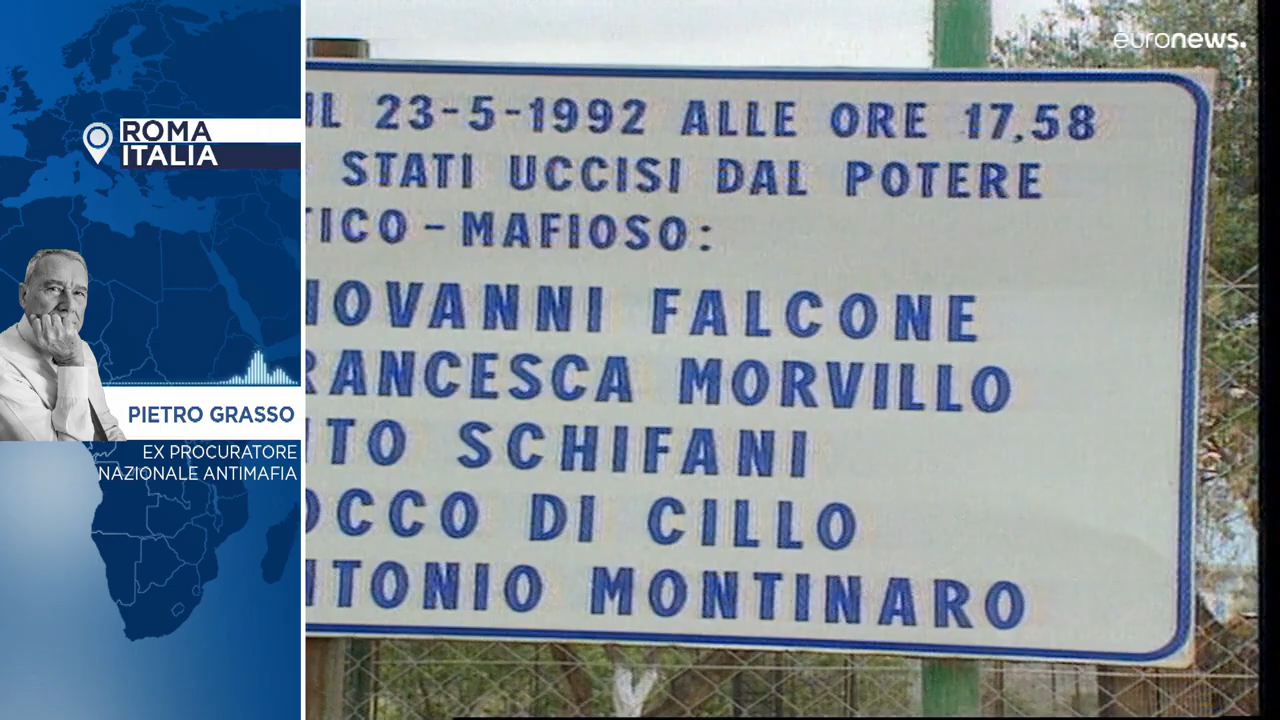 euronews.
ROMA
ITALIA
PIETRO GRASSO
EX PROCURATORE
NAZIONALE ANTIMAFIA
IL 23-5-1992 ALLE ORE 17,58
STATI UCCISI DAL POTERE
TICO-MAFIOSO:
IOVANNI FALCONE
RANCESCA MORVILLO
ITO SCHIFANI
OCCO DI CILLO
NTONIO MONTINARO